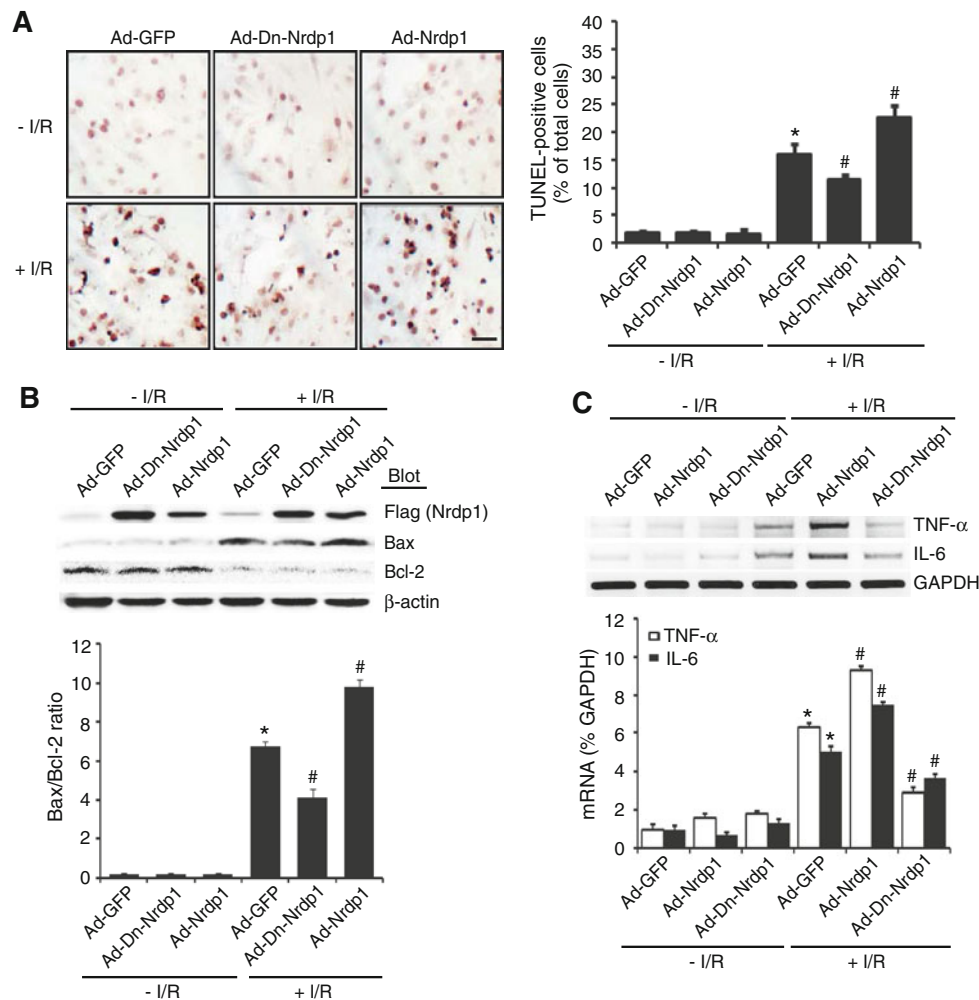 A
Ad-GFP Ad-Dn-Nrdp1 Ad-Nrdp1
- I/R
+ I/R
TUNEL-positive cells
(% of total cells)
40
35
30
25
20
15
10
5
0
*
#
#
Ad-GFP Ad-Dn-Nrdp1 Ad-Nrdp1 Ad-GFP Ad-Dn-Nrdp1 Ad-Nrdp1
- I/R + I/R
B
- I/R + I/R
Ad-GFP Ad-Dn-Nrdp1 Ad-Nrdp1 Ad-GFP Ad-Dn-Nrdp1 Ad-Nrdp1
Blot
Flag (Nrdp1)
Bax
Bcl-2
β-actin
Bax/Bcl-2 ratio
12
10
8
6
4
2
0
*
#
#
Ad-GFP Ad-Dn-Nrdp1 Ad-Nrdp1 Ad-GFP Ad-Dn-Nrdp1 Ad-Nrdp1
- I/R + I/R
C
- I/R + I/R
Ad-GFP Ad-Nrdp1 Ad-Dn-Nrdp1 Ad-GFP Ad-Nrdp1 Ad-Dn-Nrdp1
TNF-α
IL-6
GAPDH
mRNA (% GAPDH)
12
10
8
6
4
2
0
TNF-α
IL-6
* *
# #
# #
Ad-GFP Ad-Nrdp1 Ad-Dn-Nrdp1 Ad-GFP Ad-Nrdp1 Ad-Dn-Nrdp1
- I/R + I/R